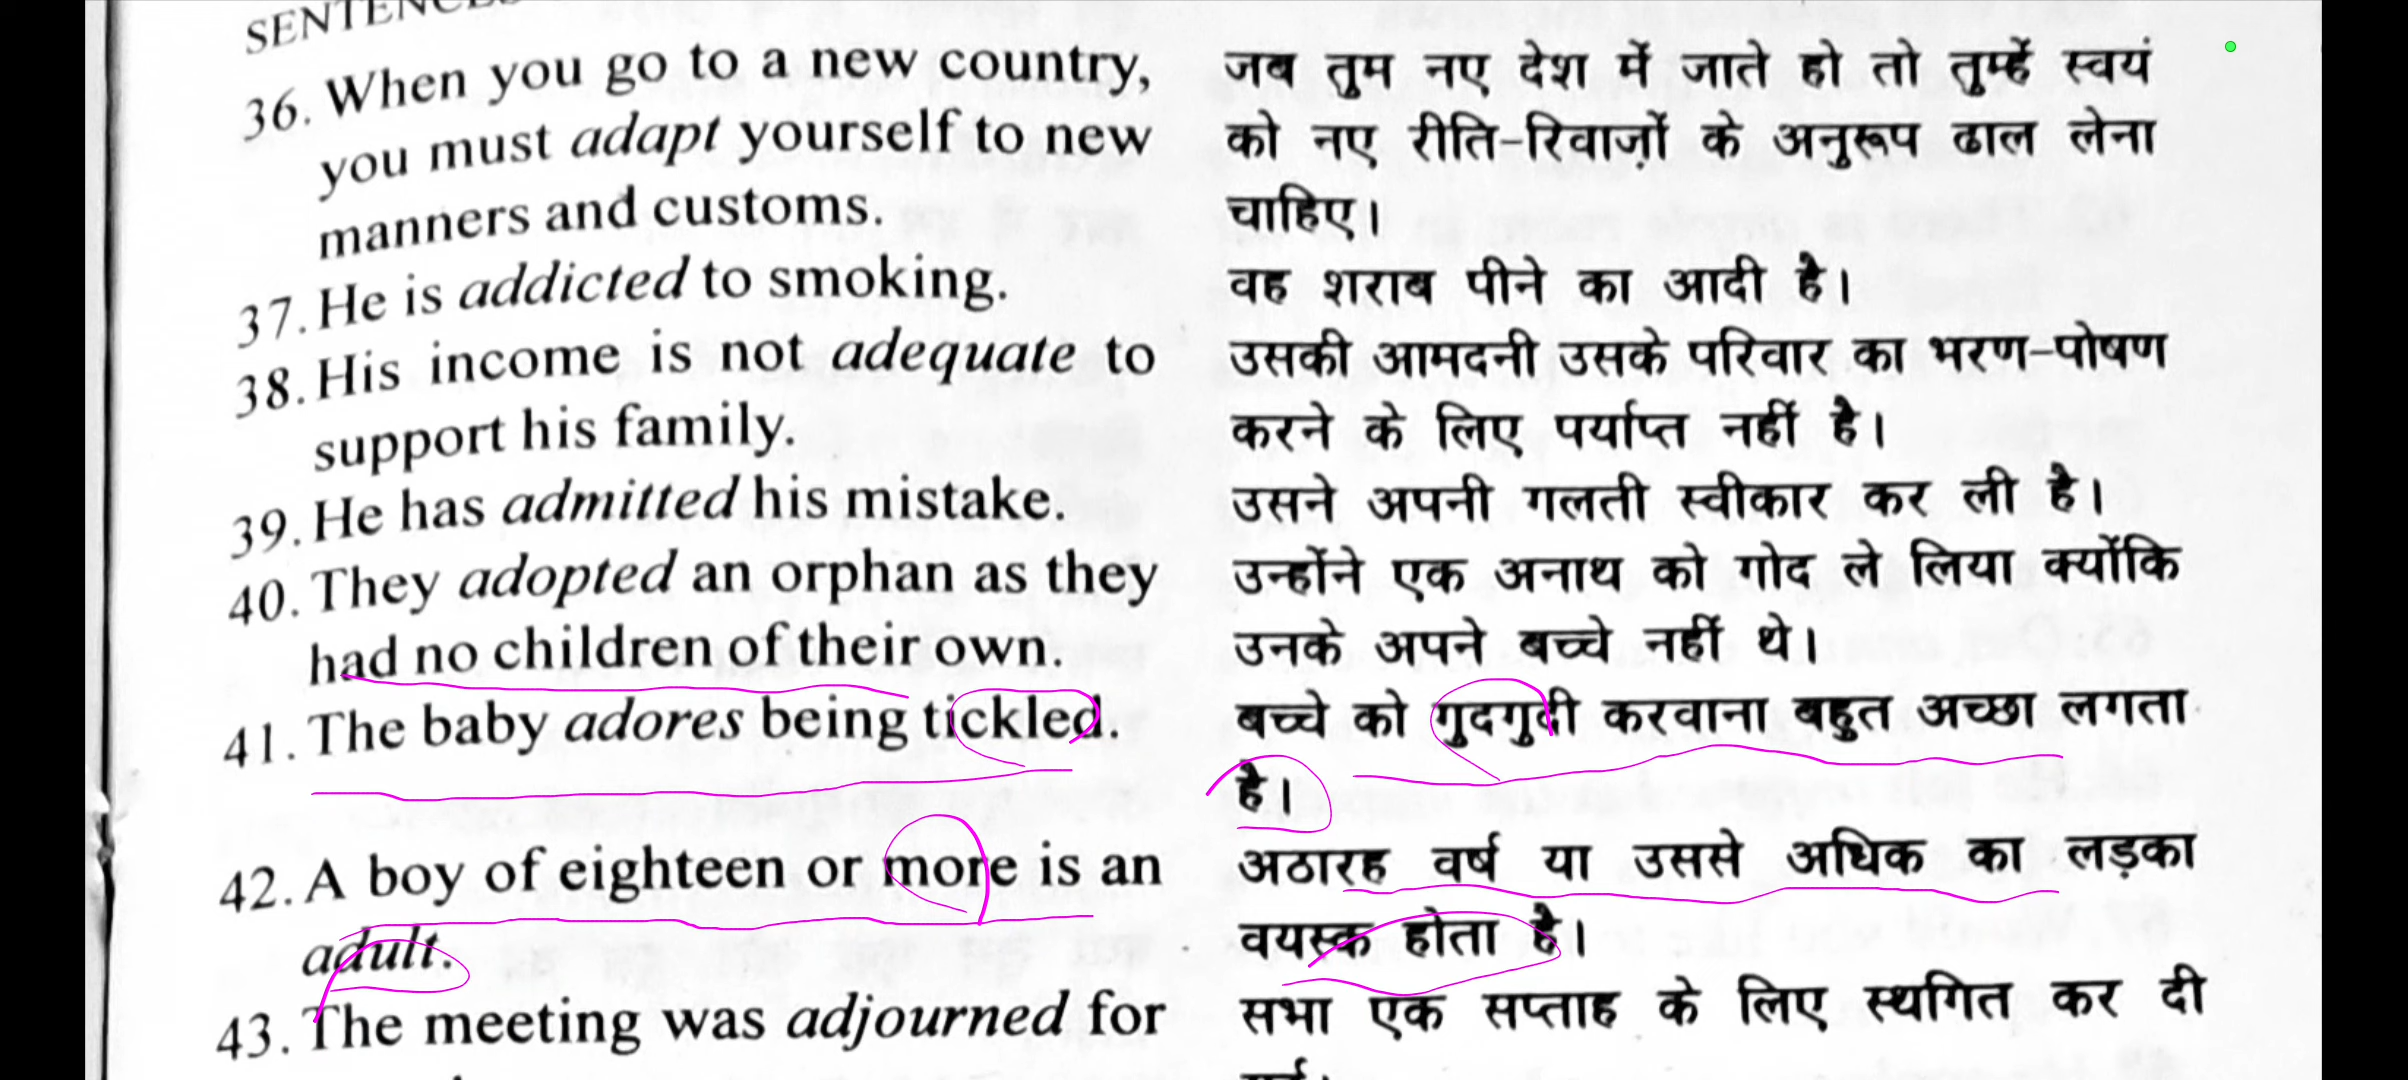 36. When you go to a new country,
you must adapt yourself to new
manners and customs.
37. He is addicted to smoking.
38. His income is not adequate to
support his family.
39. He has admitted his mistake.
40. They adopted an orphan as they
had no children of their own.
41. The baby adores being tickled.
42. A boy of eighteen or more is an
adult.
43. The meeting was adjourned for
जब तुम नए देश में जाते हो तो तुम्हें स्वयं
को नए रीति-रिवाज़ों के अनुरूप ढाल लेना
चाहिए।
वह शराब पीने का आदी है।
उसकी आमदनी उसके परिवार का भरण-पोषण
करने के लिए पर्याप्त नहीं है।
उसने अपनी गलती स्वीकार कर ली है।
उन्होंने एक अनाथ को गोद ले लिया क्योंकि
उनके अपने बच्चे नहीं थे।
बच्चे को गुदगुदी करवाना बहुत अच्छा लगता
है।
अठारह वर्ष या उससे अधिक का लड़का
वयस्क होता है।
सभा एक सप्ताह के लिए स्थगित कर दी